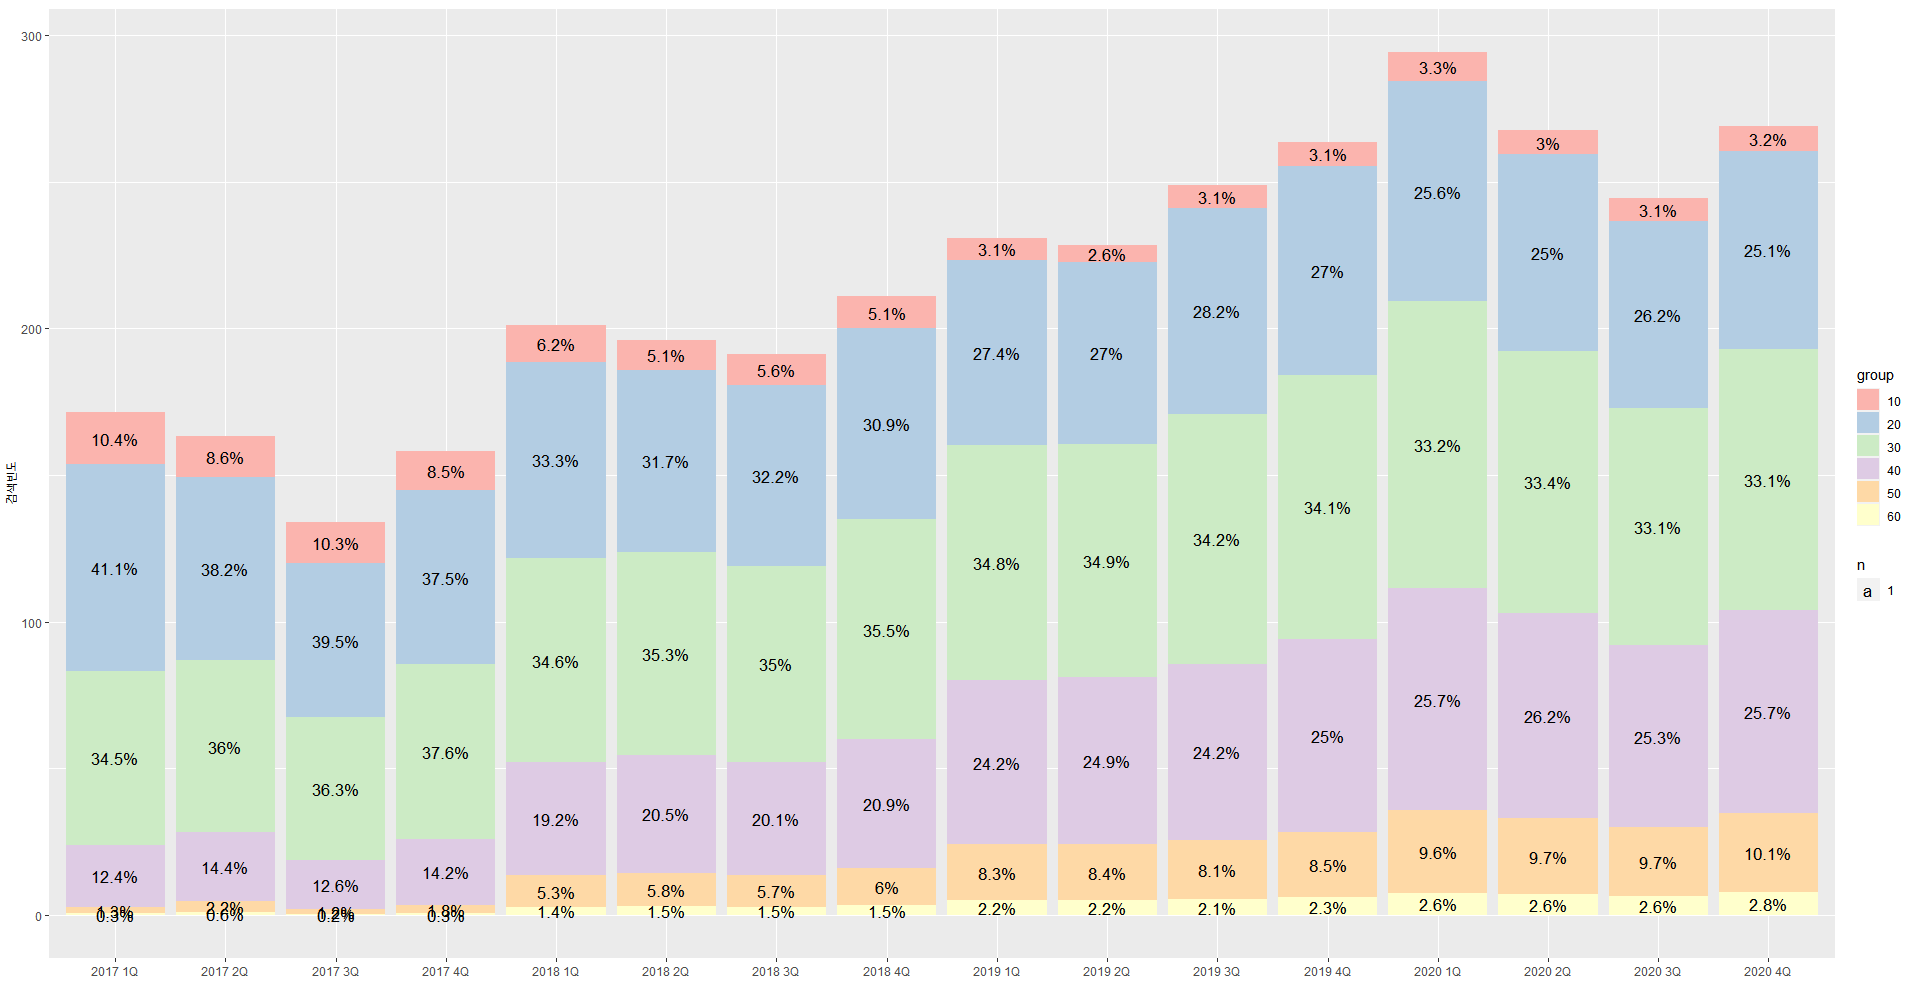 300
200
100
0
검색빈도
10.4% 8.6% 10.3% 8.5% 6.2% 5.1% 5.6% 5.1% 3.1% 2.6% 3.1% 3.1% 3.3% 3% 3.1% 3.2%
41.1% 38.2% 39.5% 37.5% 33.3% 31.7% 32.2% 30.9% 27.4% 27% 28.2% 27% 25.6% 25% 26.2% 25.1%
34.5% 36% 36.3% 37.6% 34.6% 35.3% 35% 35.5% 34.8% 34.9% 34.2% 34.1% 33.2% 33.4% 33.1% 33.1%
12.4% 14.4% 12.6% 14.2% 19.2% 20.5% 20.1% 20.9% 24.2% 24.9% 24.2% 25% 25.7% 26.2% 25.3% 25.7%
1.3% 2.2% 1.2% 1.8% 5.3% 5.8% 5.7% 6% 8.3% 8.4% 8.1% 8.5% 9.6% 9.7% 9.7% 10.1%
0.3% 0.6% 0.2% 1.4% 1.5% 1.5% 1.5% 2.2% 2.2% 2.1% 2.3% 2.6% 2.6% 2.6% 2.8%
2017 1Q 2017 2Q 2017 3Q 2017 4Q 2018 1Q 2018 2Q 2018 3Q 2018 4Q 2019 1Q 2019 2Q 2019 3Q 2019 4Q 2020 1Q 2020 2Q 2020 3Q 2020 4Q
group
10
20
30
40
50
60
n
a 1